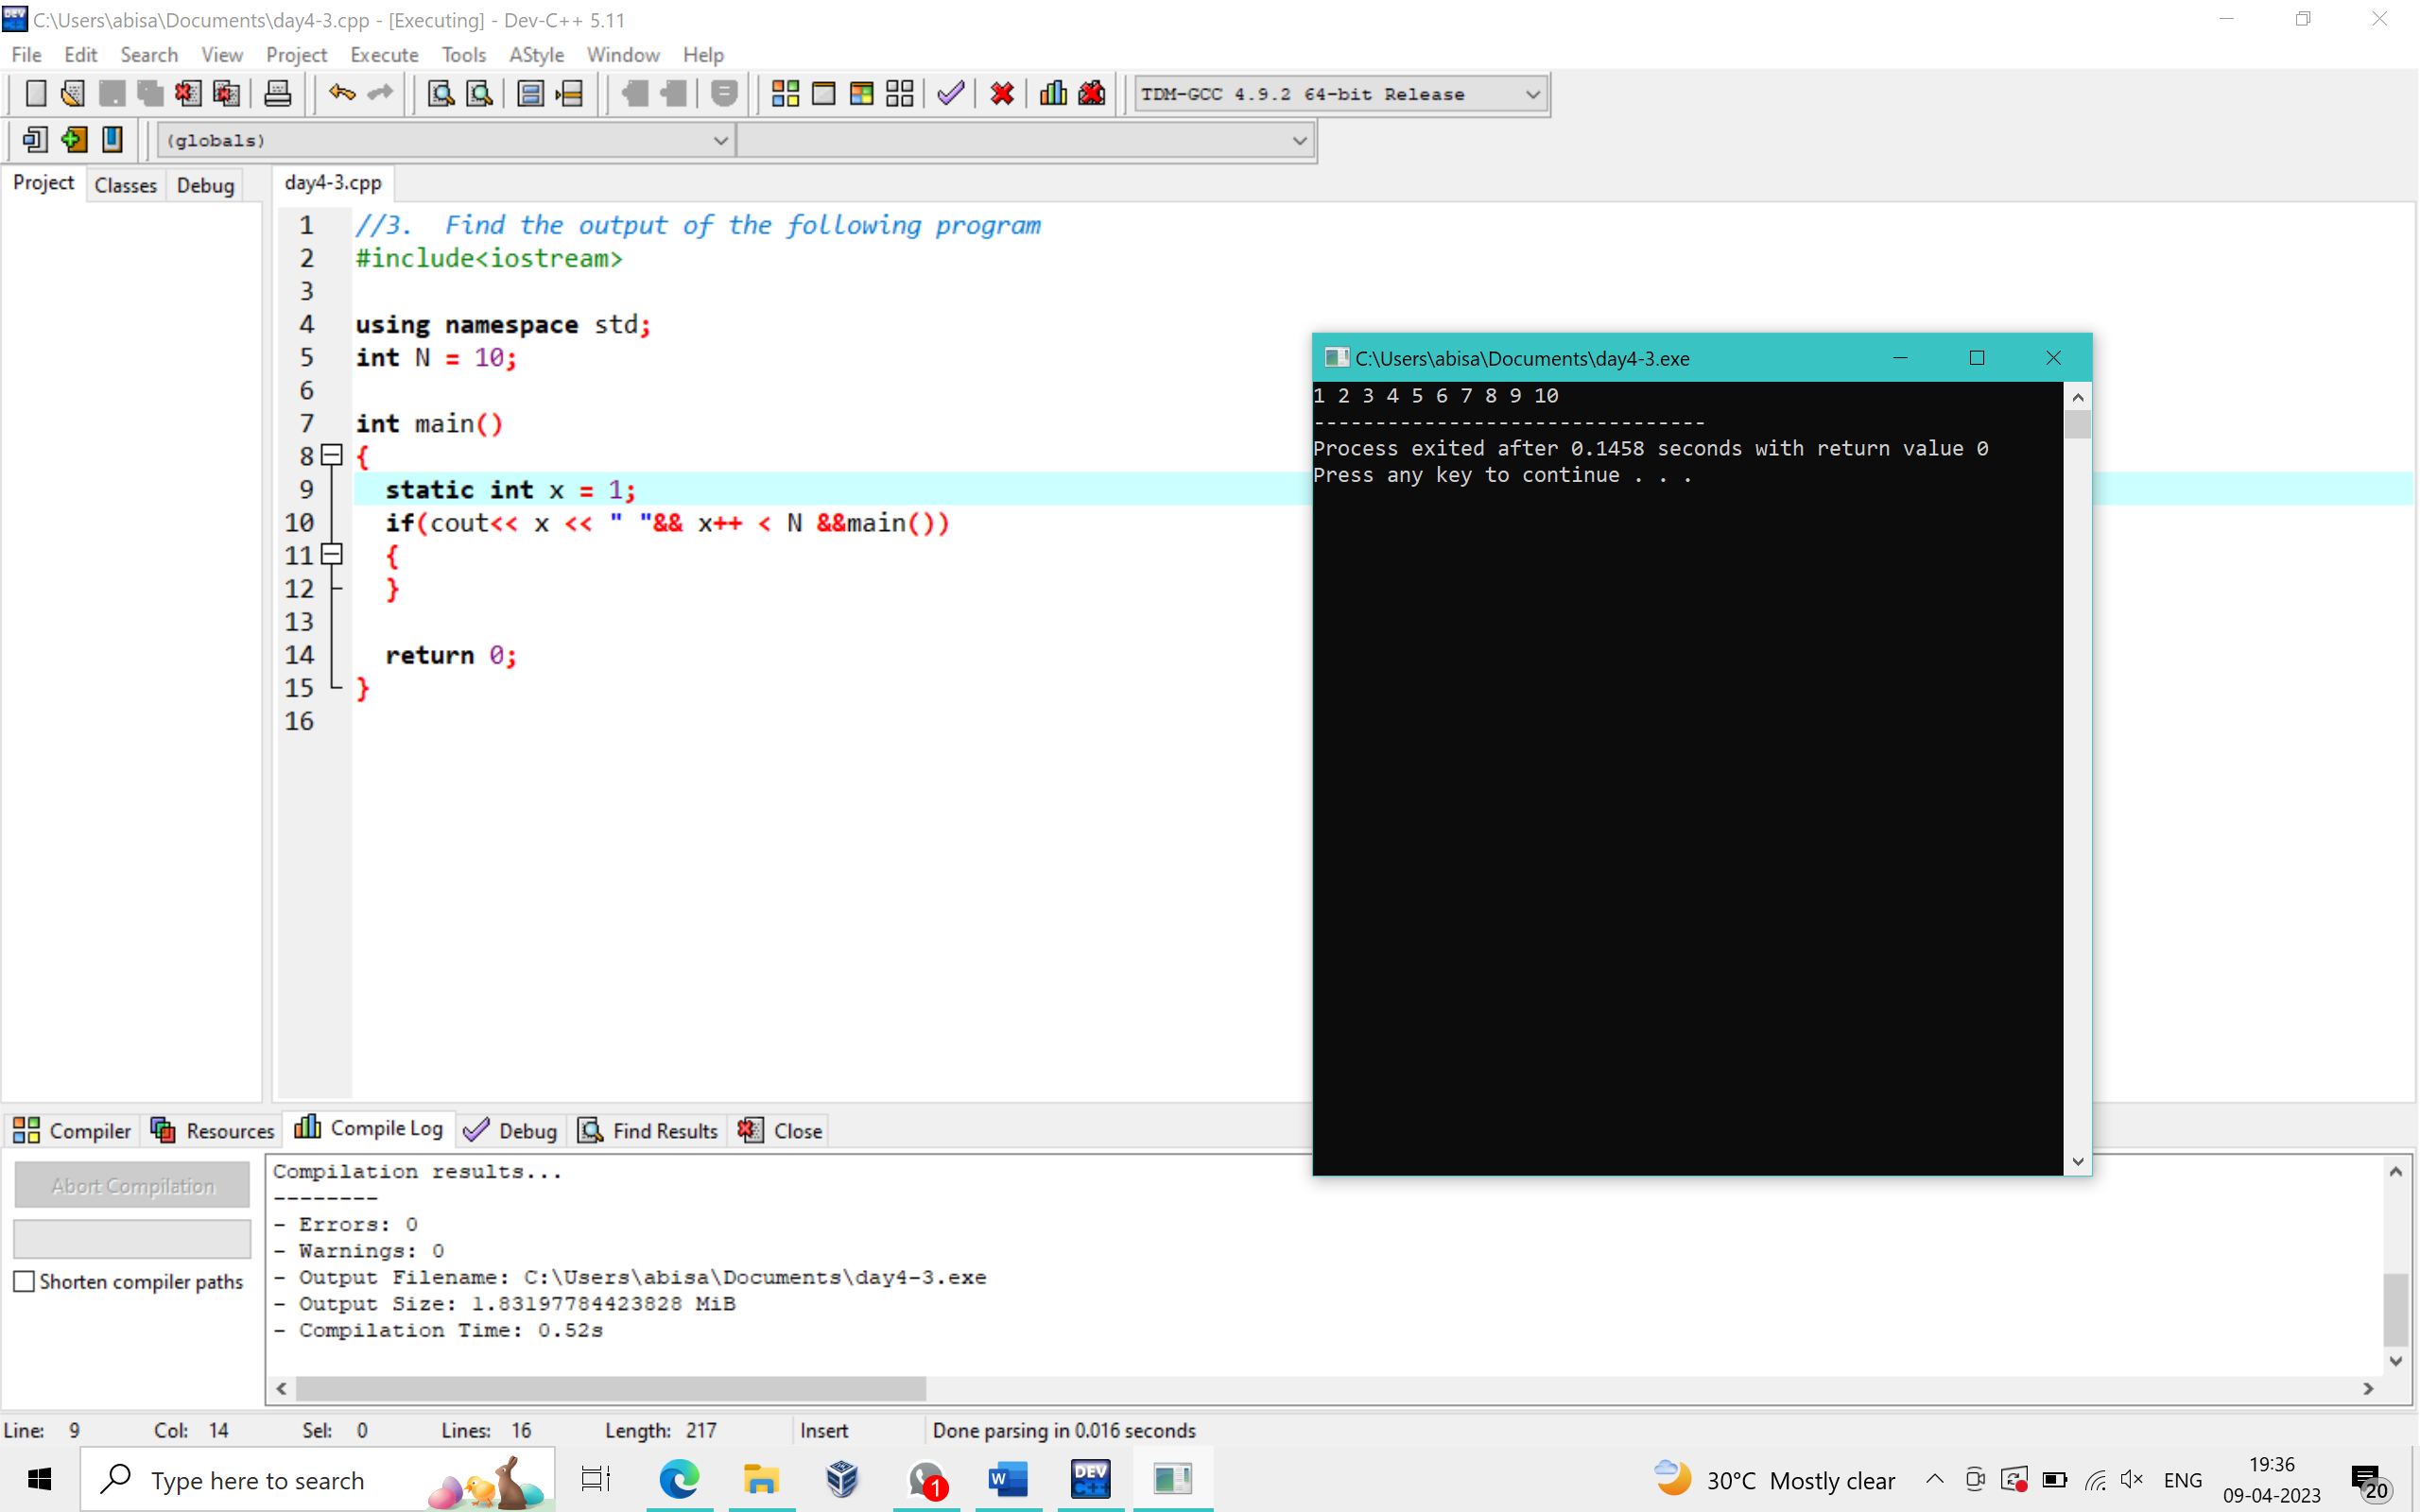 C:\Users\abisa\Documents\day4-3.cpp - [Executing] - Dev-C++ 5.11
File Edit Search View Project Execute Tools AStyle Window Help
TDM-GCC 4.9.2 64-bit Release
(globals)
Project Classes Debug
day4-3.cpp
1 //3.  Find the output of the following program
2 #include<iostream>
3
4 using namespace std;
5 int N = 10;
6
7 int main()
8 {
9   static int x = 1;
10   if(cout<< x << " "&& x++ < N &&main())
11   {
12   }
13
14   return 0;
15 }
16
C:\Users\abisa\Documents\day4-3.exe
1 2 3 4 5 6 7 8 9 10
--------------------------------
Process exited after 0.1458 seconds with return value 0
Press any key to continue . . .
Compiler Resources Compile Log Debug Find Results Close
Abort Compilation
Shorten compiler paths
Compilation results...
--------
- Errors: 0
- Warnings: 0
- Output Filename: C:\Users\abisa\Documents\day4-3.exe
- Output Size: 1.83197784423828 MiB
- Compilation Time: 0.52s
Line: 9 Col: 14 Sel: 0 Lines: 16 Length: 217 Insert Done parsing in 0.016 seconds
Type here to search
1
W
DEV C++
30°C Mostly clear
ENG
19:36
09-04-2023
20